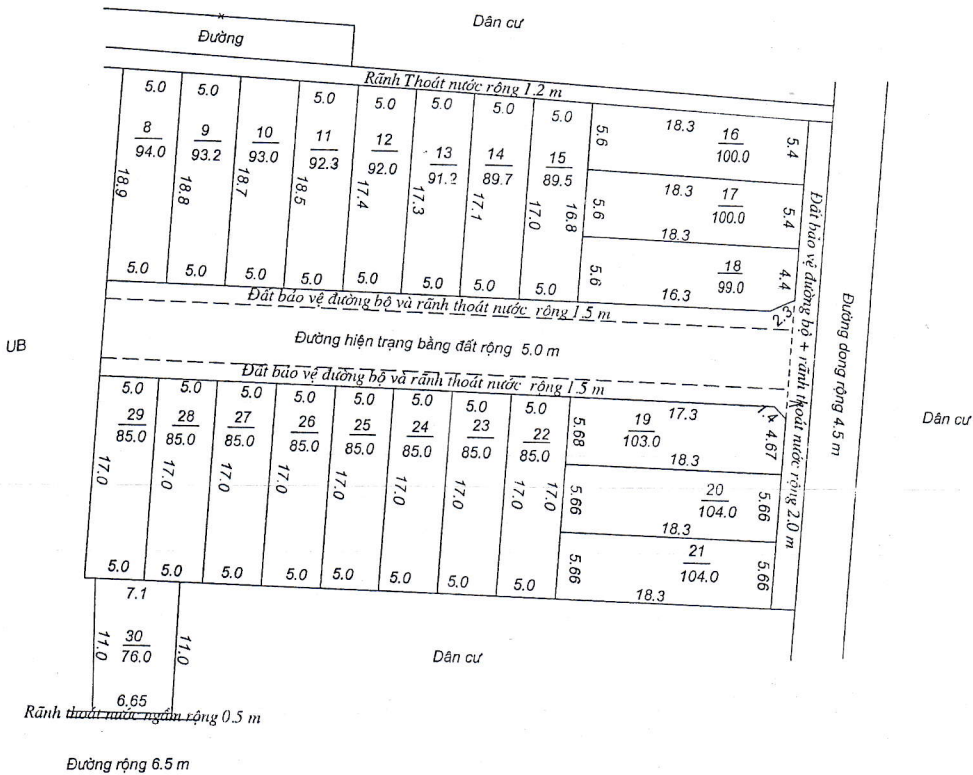 Dân cư
Đường
Rãnh Thoát nước rộng 1.2 m
5.0 5.0 5.0 5.0 5.0 5.0 5.0
8 94.0
9 93.2
10 93.0
11 92.3
12 92.0
13 91.2
14 89.7
15 89.5
18.9 18.8 18.7 18.5 17.4 17.3 17.1 17.0 16.8
5.0 5.0 5.0 5.0 5.0 5.0 5.0 5.0
5.6 18.3 16 100.0 5.4
5.6 18.3 17 100.0 5.4
18.3
5.6 18 99.0 4.4
16.3 2.3
Đất bảo vệ đường bộ + rãnh thoát nước rộng 2.0 m
Đường dong rộng 4.5 m
Đất bảo vệ đường bộ và rãnh thoát nước rộng 1.5 m
Đường hiện trạng bằng đất rộng 5.0 m
Đất bảo vệ đường bộ và rãnh thoát nước rộng 1.5 m
UB
Dân cư
5.0 5.0 5.0 5.0 5.0 5.0 5.0 5.0
29 85.0
28 85.0
27 85.0
26 85.0
25 85.0
24 85.0
23 85.0
22 85.0
17.0 17.0 17.0 17.0 17.0 17.0 17.0 17.0 17.0
5.0 5.0 5.0 5.0 5.0 5.0 5.0 5.0
5.68 19 103.0 17.3 1.4 4.67
18.3
5.66 20 104.0 5.66
18.3
5.66 21 104.0 5.66
18.3
7.1
11.0 30 76.0 11.0
6.65
Dân cư
Rãnh thoát nước ngầm rộng 0.5 m
Đường rộng 6.5 m